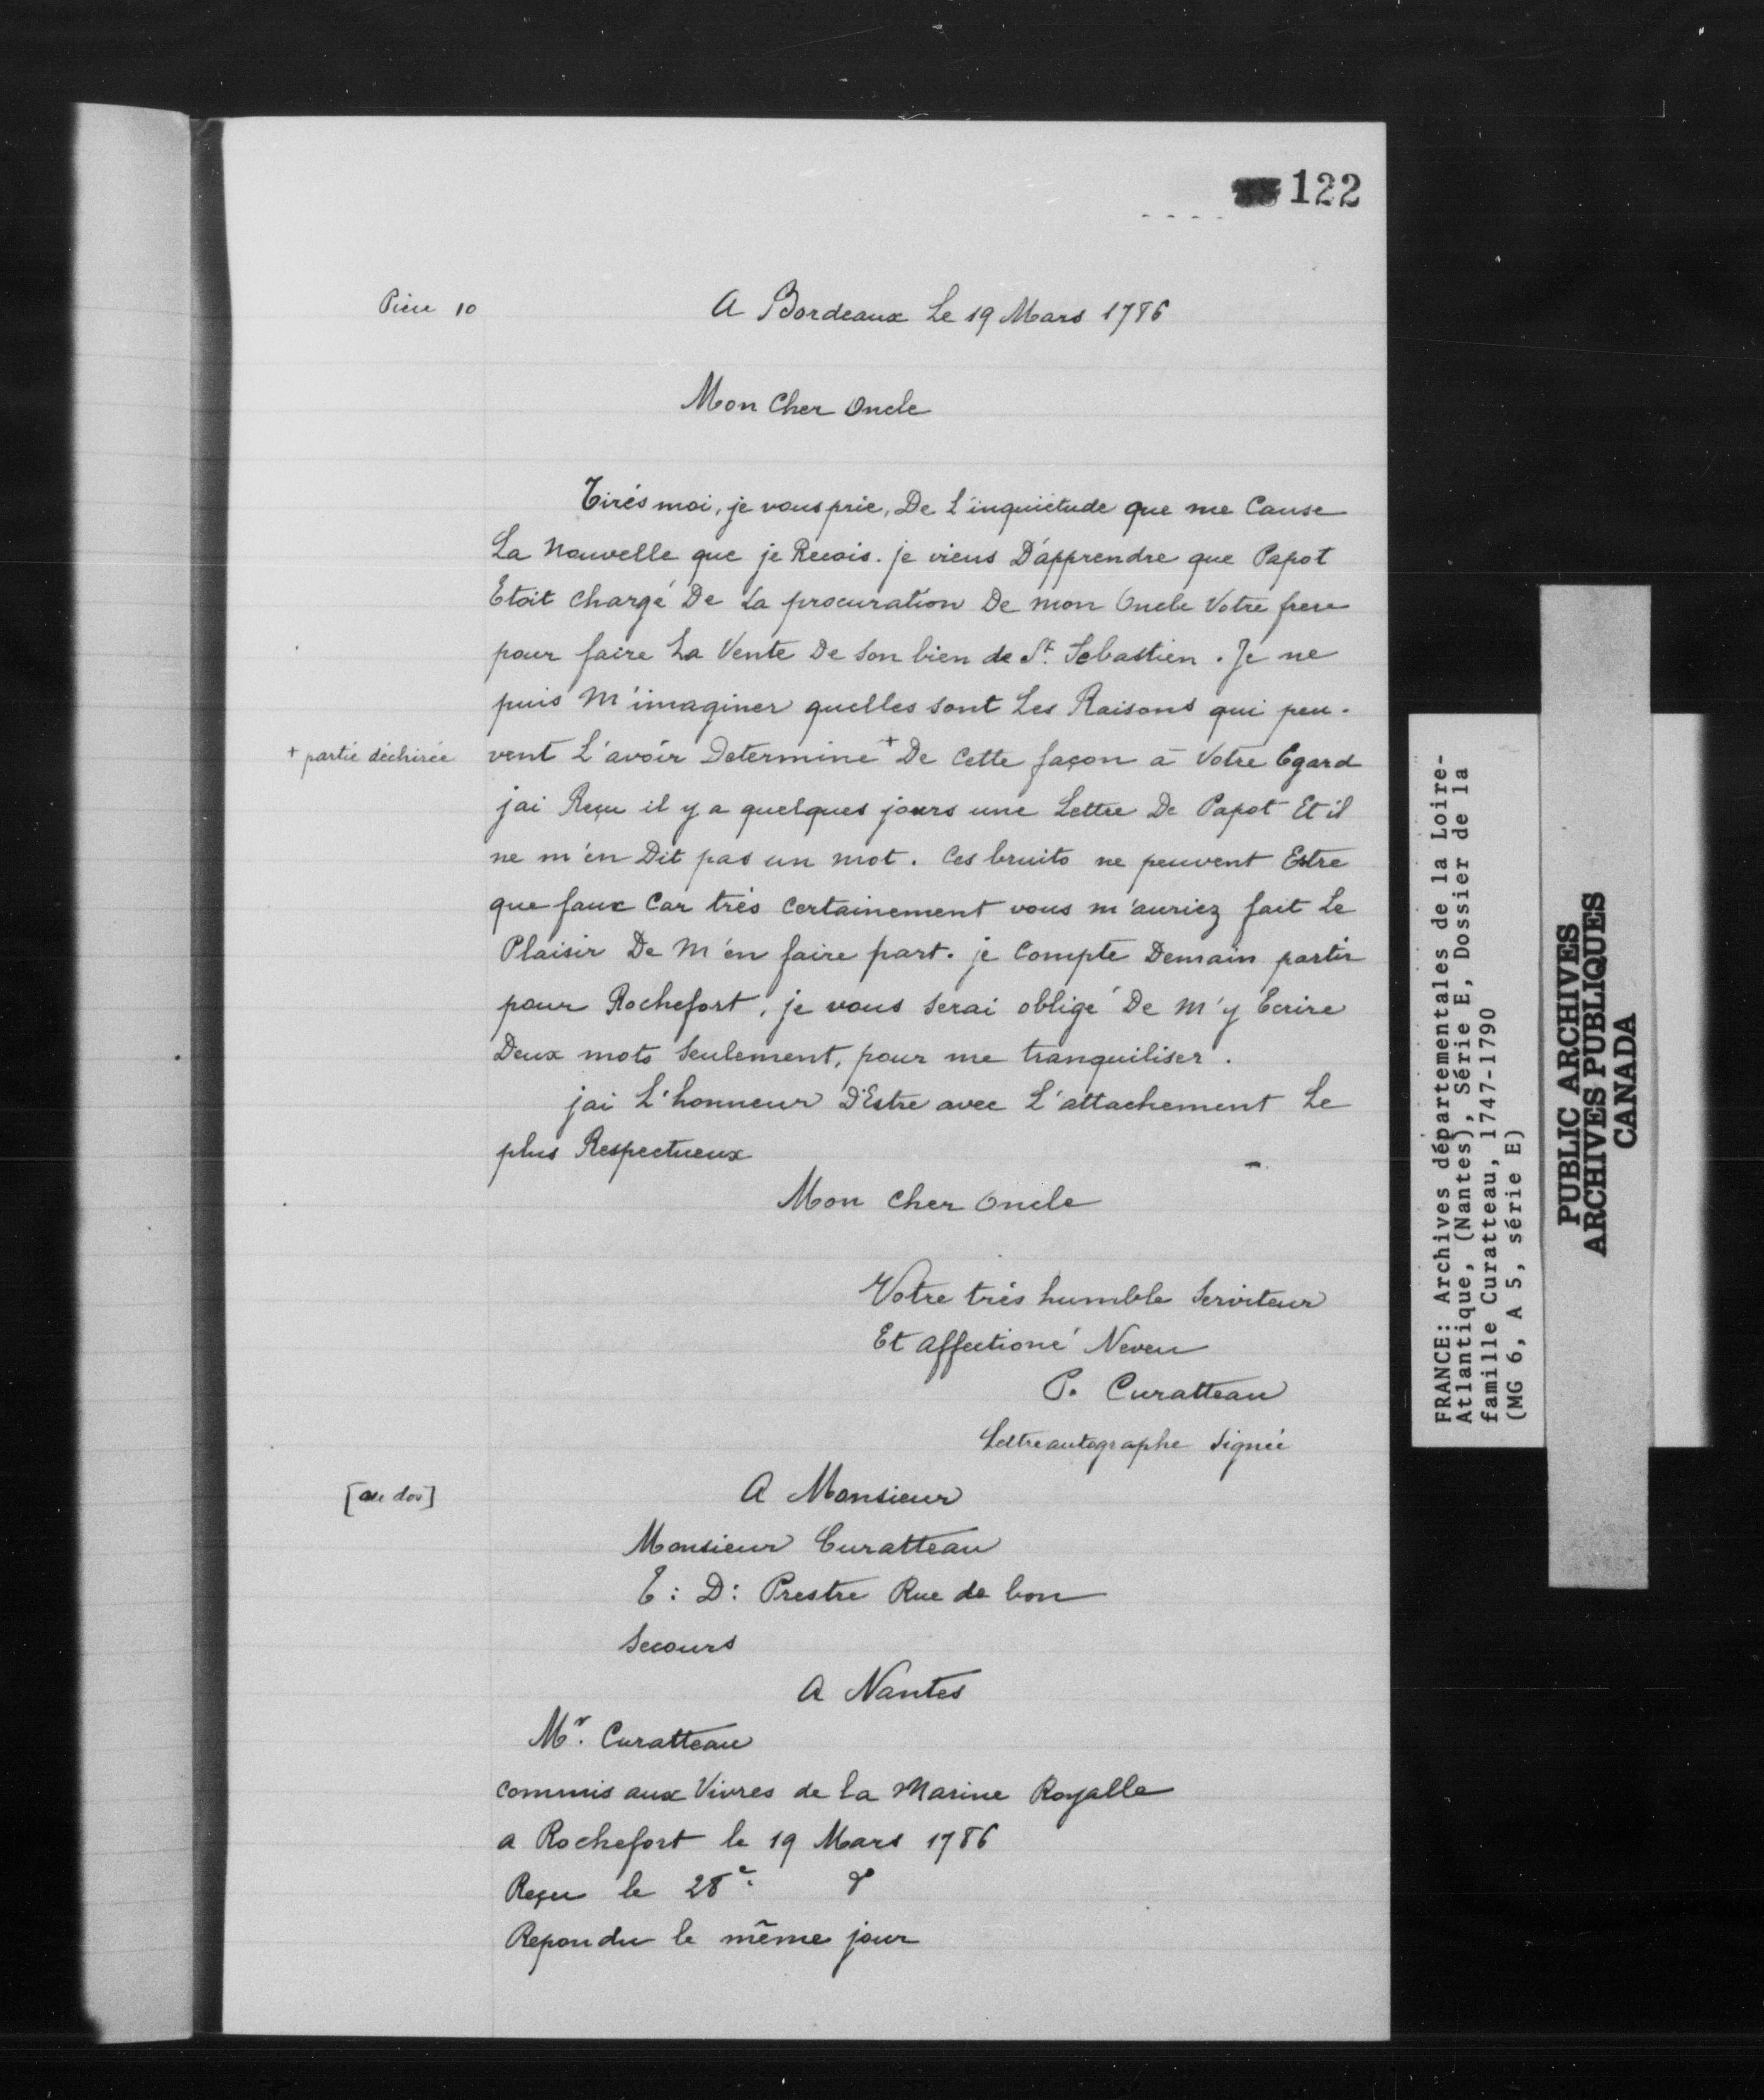 122
Pièce 10
A Bordeaux Le 19 Mars 1786
Mon Cher Oncle
Tirés moi, je vous prie, De L'inquiétude que me Cause
La Nouvelle que je Recois. je viens D'apprendre que Papot
Etoit chargé De La procuration De mon Oncle Votre frere
pour faire La Vente De Son bien de St. Sebastien. Je ne
puis M'imaginer quelles sont Les Raisons qui peu-
+ partie déchirée
vent L'avoir Determine + De Cette façon a Votre Egard
jai Reçu il y a quelques jours une Lettre De Papot Et il
ne m'en Dit pas un mot. Ces bruits ne peuvent Estre
que faux Car très Certainement vous m'auriez fait Le
Plaisir De M'en faire part. je Compte Demain partir
pour Rochefort, je vous Serai obligé De M'y Ecrire
Deux mots Seulement, pour me tranquiliser.
jai L'honneur D'Estre avec L'attachement Le
plus Respectueux
Mon Cher Oncle
Votre très humble Serviteur
Et affectioné Neveu
P. Curatteau
Lettre autographe signée
[au dos]
A Monsieur
Monsieur Curatteau
E: D: Prestre Rue de bon
Secours
A Nantes
Mr. Curatteau
commis aux Vivres de la Marine Royalle
a Rochefort le 19 Mars 1786
Reçu le 28e.
Repondu le même jour
FRANCE: Archives départementales de la Loire-
Atlantique, (Nantes), Série E, Dossier de la
famille Curatteau, 1747-1790
(MG 6, A 5, série E)
PUBLIC ARCHIVES
ARCHIVES PUBLIQUES
CANADA